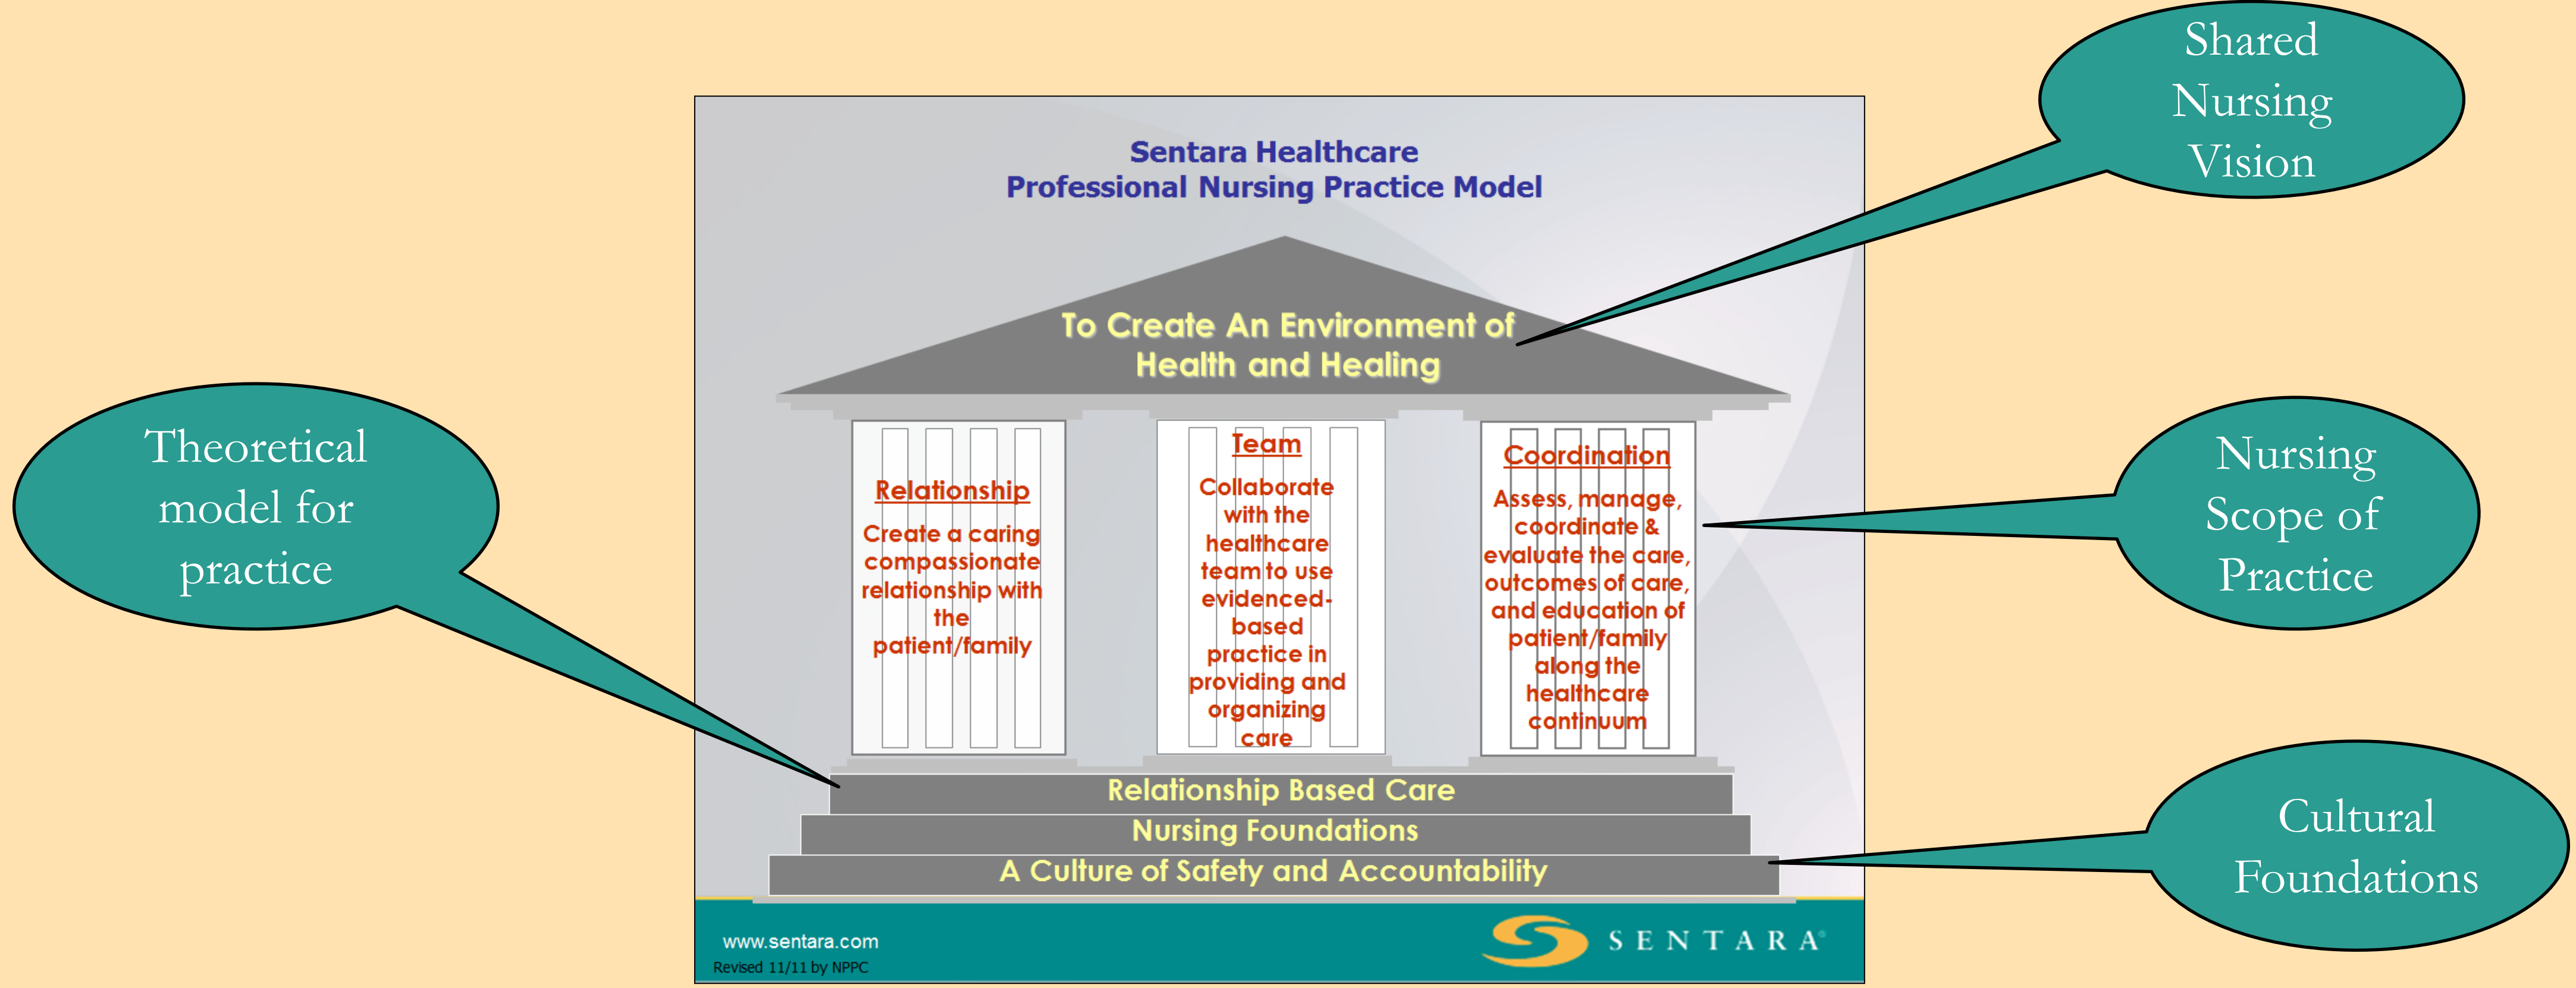 Shared
Nursing
Vision
Sentara Healthcare
Professional Nursing Practice Model
To Create An Environment of
Health and Healing
Theoretical
model for
practice
Relationship
Create a caring
compassionate
relationship with
the
patient/family
Team
Collaborate
with the
healthcare
team to use
evidenced-
based
practice in
providing and
organizing
care
Coordination
Assess, manage,
coordinate &
evaluate the care,
outcomes of care,
and education of
patient/family
along the
healthcare
continuum
Nursing
Scope of
Practice
Relationship Based Care
Nursing Foundations
A Culture of Safety and Accountability
Cultural
Foundations
www.sentara.com
Revised 11/11 by NPPC
SENTARA®